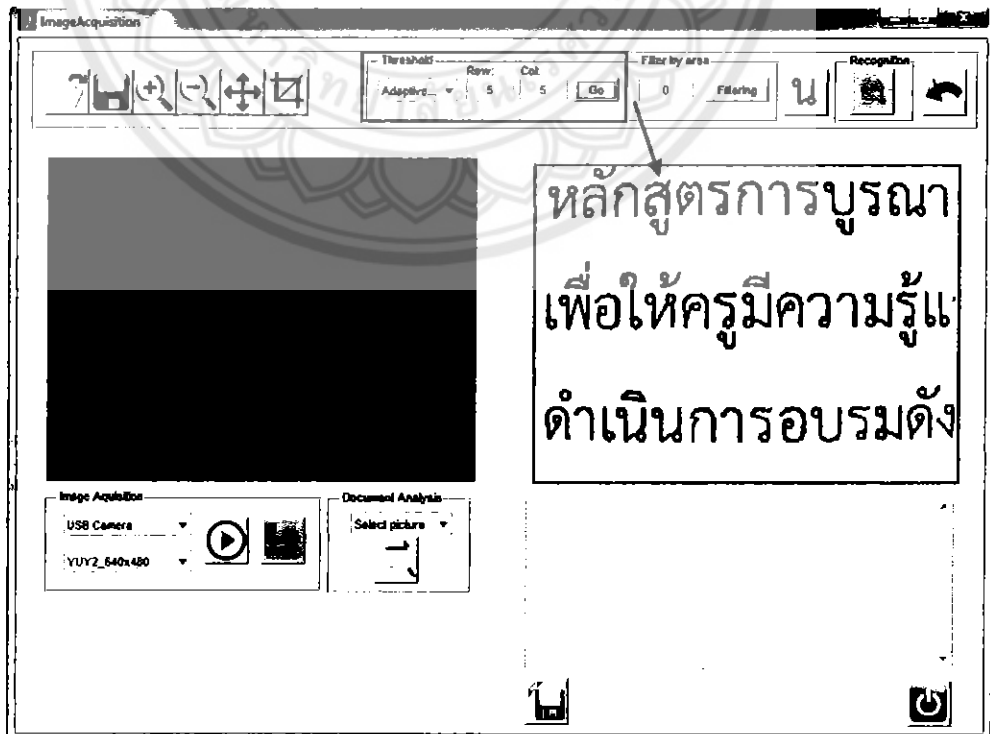 ImageAcquisition
Threshold
Row:
Col:
Adaptive...
5
5
Go
Filter by area
0
Filtering
น
Recognition
หลักสูตรการบูรณา
เพื่อให้ครูมีความรู้แ
ดำเนินการอบรมดัง
Image Aquisition
USB Camera
YUY2_640x480
Document Analysis
Select picture